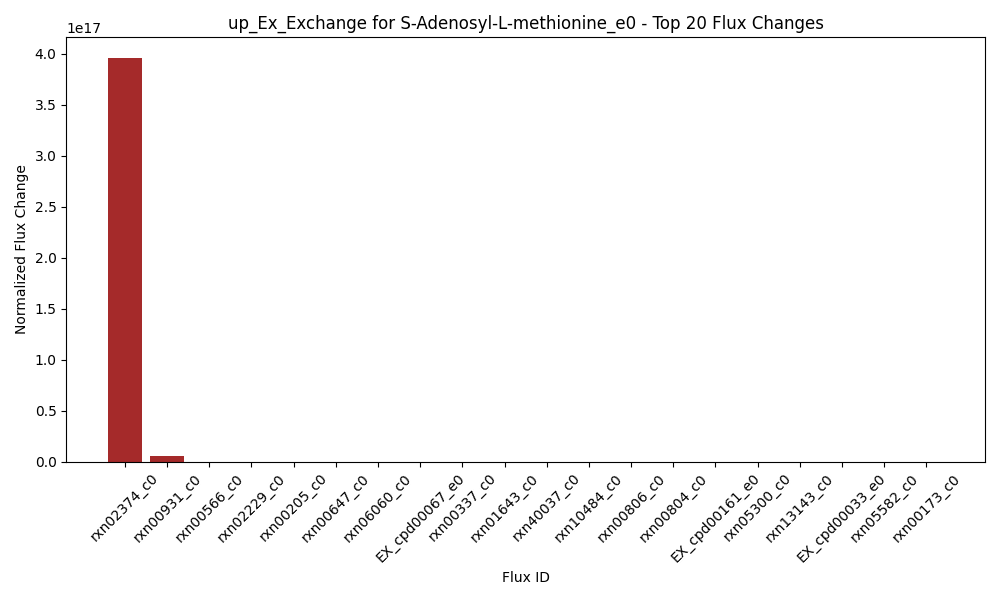 up_Ex_Exchange for S-Adenosyl-L-methionine_e0 - Top 20 Flux Changes
1e17
4.0
3.5
3.0
2.5
2.0
1.5
1.0
0.5
0.0
Normalized Flux Change
rxn02374_c0
rxn00931_c0
rxn00566_c0
rxn02229_c0
rxn00205_c0
rxn00647_c0
rxn06060_c0
EX_cpd00067_e0
rxn00337_c0
rxn01643_c0
rxn40037_c0
rxn10484_c0
rxn00806_c0
rxn00804_c0
EX_cpd00161_e0
rxn05300_c0
rxn13143_c0
EX_cpd00033_e0
rxn05582_c0
rxn00173_c0
Flux ID